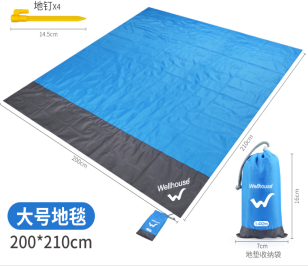 地钉X4
14.5cm
210cm
200cm
Wellhouse
W
大号地毯
200*210cm
Wellhouse
W
16cm
7cm
地垫收纳袋